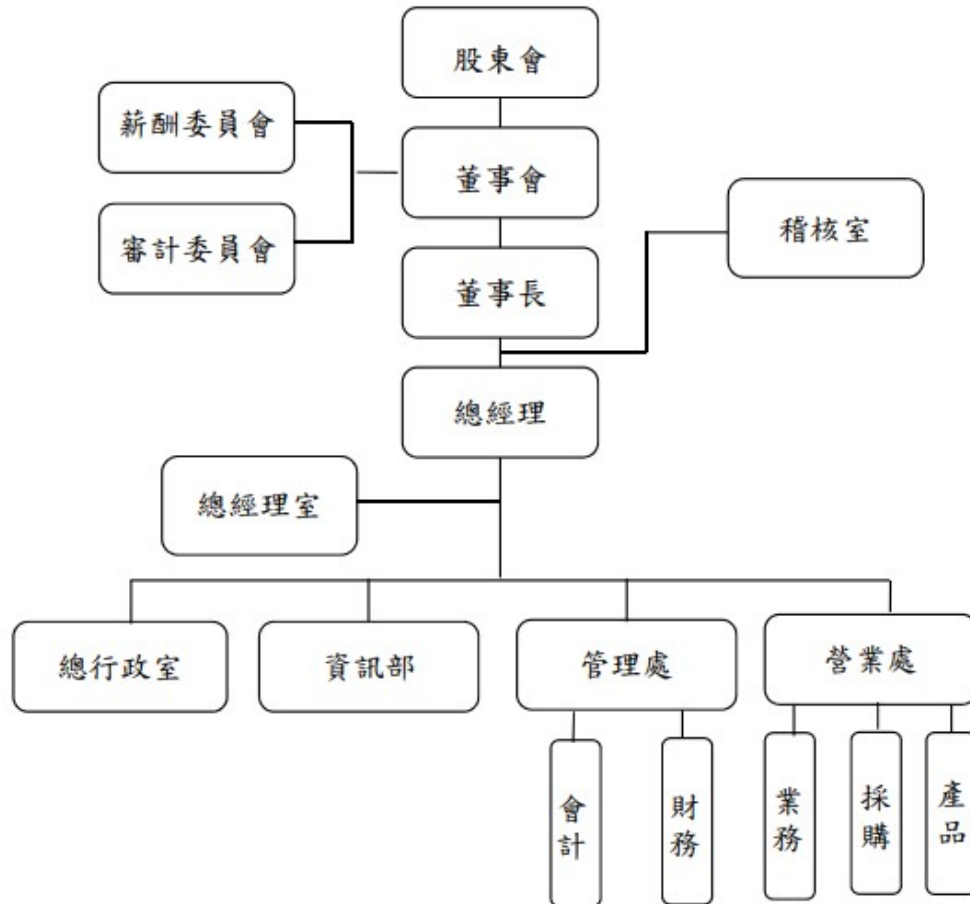 股東會
薪酬委員會
董事會
審計委員會
稽核室
董事長
總經理
總經理室
總行政室
資訊部
管理處
營業處
會計
財務
業務
採購
產品